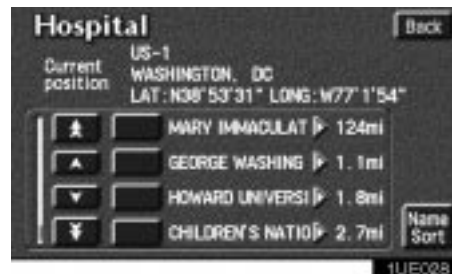 Hospital Back
US-1
Current position WASHINGTON, DC
LAT:N38°53'31" LONG:W77°1'54"
MARY IMMACULAT 124mi
GEORGE WASHING 1.1mi
HOWARD UNIVERSI 1.8mi
CHILDREN'S NATIO 2.7mi
Name Sort
1UE028